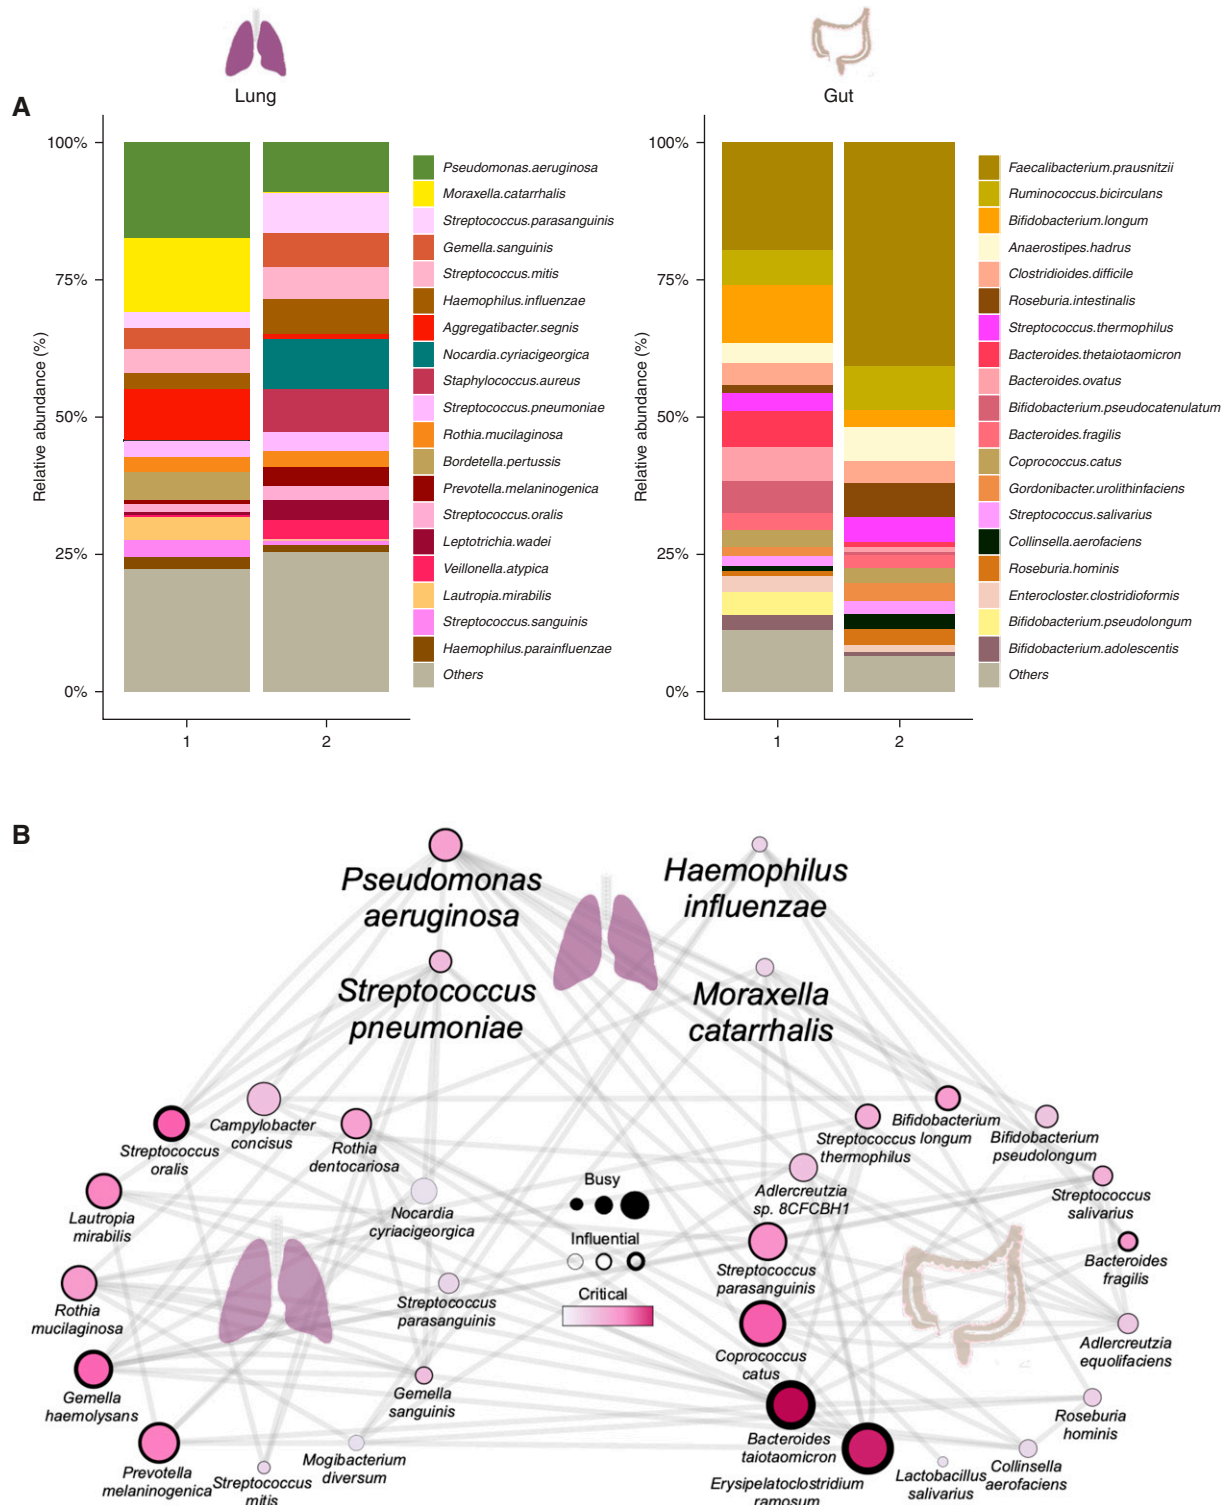 Lung
Gut
A
100%
75%
50%
25%
0%
Relative abundance (%)
1
2
Pseudomonas.aeruginosa
Moraxella.catarrhalis
Streptococcus.parasanguinis
Gemella.sanguinis
Streptococcus.mitis
Haemophilus.influenzae
Aggregatibacter.segnis
Nocardia.cyriacigeorgica
Staphylococcus.aureus
Streptococcus.pneumoniae
Rothia.mucilaginosa
Bordetella.pertussis
Prevotella.melaninogenica
Streptococcus.oralis
Leptotrichia.wadei
Veillonella.atypica
Lautropia.mirabilis
Streptococcus.sanguinis
Haemophilus.parainfluenzae
Others
100%
75%
50%
25%
0%
Relative abundance (%)
1
2
Faecalibacterium.prausnitzii
Ruminococcus.bicirculans
Bifidobacterium.longum
Anaerostipes.hadrus
Clostridioides.difficile
Roseburia.intestinalis
Streptococcus.thermophilus
Bacteroides.thetaiotaomicron
Bacteroides.ovatus
Bifidobacterium.pseudocatenulatum
Bacteroides.fragilis
Coprococcus.catus
Gordonibacter.urolithinfaciens
Streptococcus.salivarius
Collinsella.aerofaciens
Roseburia.hominis
Enterocloster.clostridioformis
Bifidobacterium.pseudolongum
Bifidobacterium.adolescentis
Others
B
Pseudomonas
aeruginosa
Haemophilus
influenzae
Streptococcus
pneumoniae
Moraxella
catarrhalis
Streptococcus
oralis
Campylobacter
concisus
Rothia
dentocariosa
Lautropia
mirabilis
Nocardia
cyriacigeorgica
Rothia
mucilaginosa
Streptococcus
parasanguinis
Gemella
haemolysans
Gemella
sanguinis
Prevotella
melaninogenica
Streptococcus
mitis
Mogibacterium
diversum
Busy
Influential
Critical
Streptococcus
thermophilus
Bifidobacterium
longum
Bifidobacterium
pseudolongum
Adlercreutzia
sp. 8CFCBH1
Streptococcus
salivarius
Streptococcus
parasanguinis
Bacteroides
fragilis
Coprococcus
catus
Adlercreutzia
equolifaciens
Bacteroides
taiotaomicron
Roseburia
hominis
Erysipelatoclostridium
ramosum
Lactobacillus
salivarius
Collinsella
aerofaciens